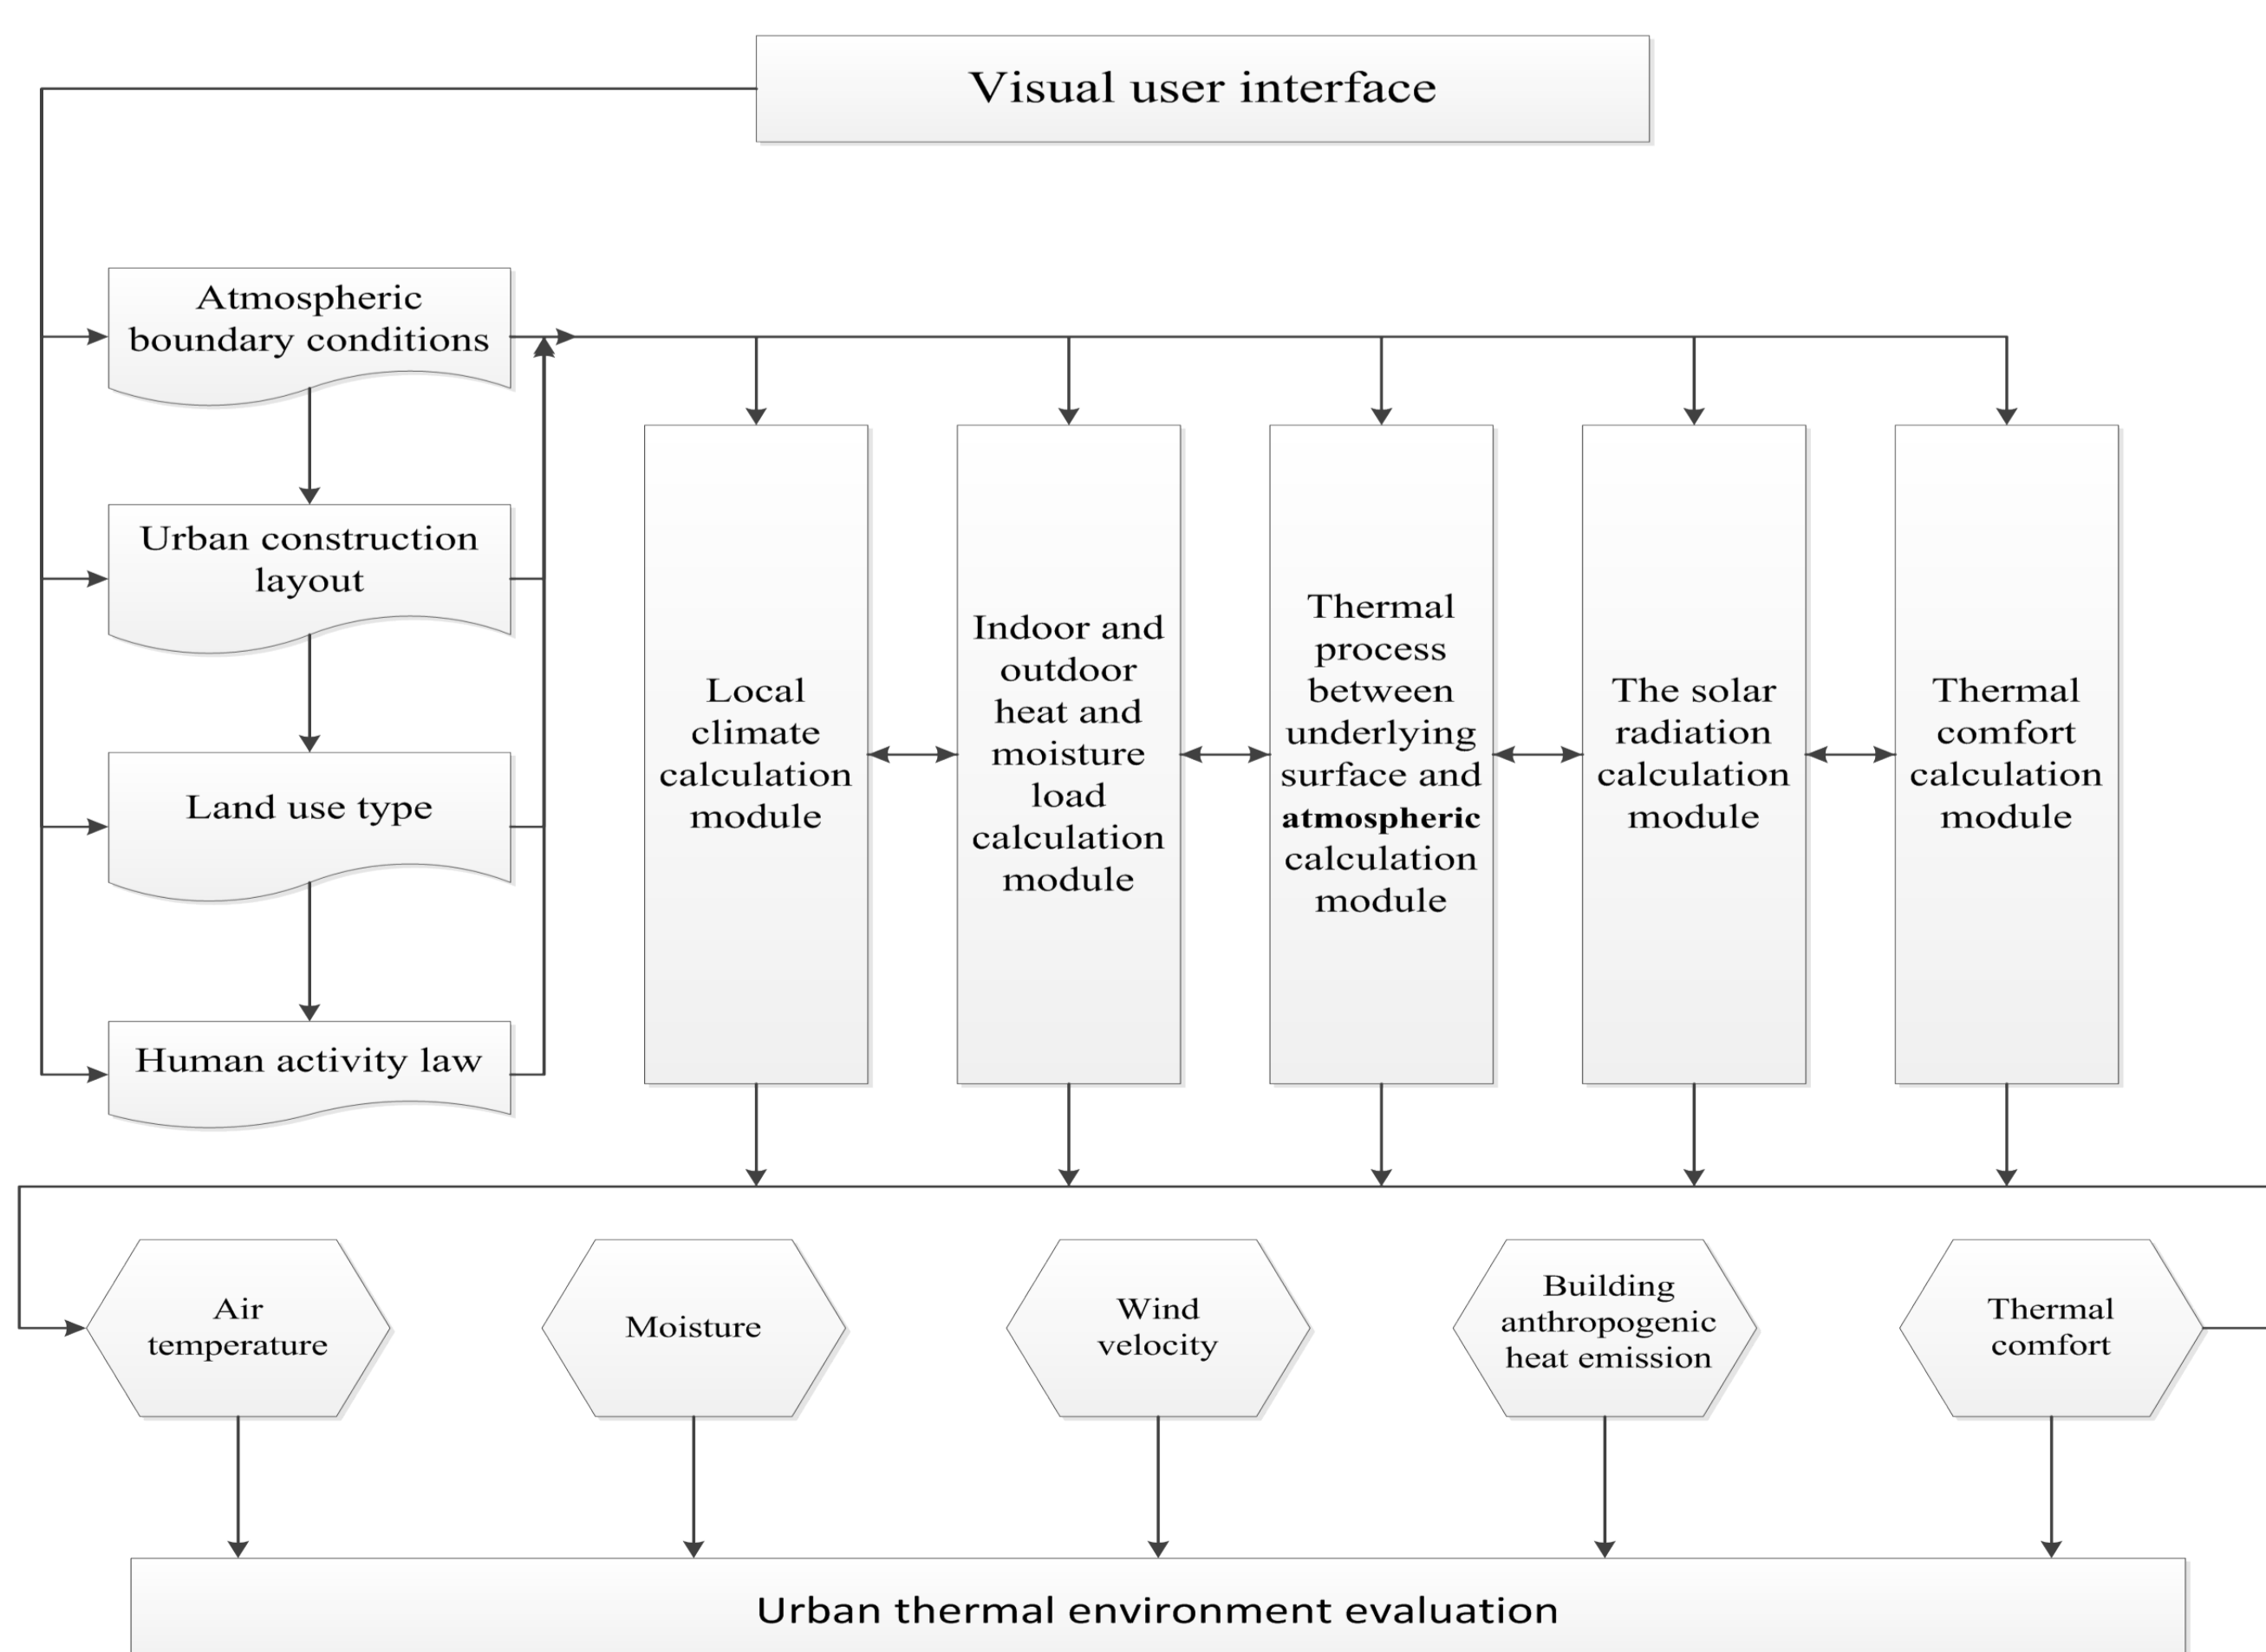 Visual user interface
Atmospheric
boundary conditions
Urban construction
layout
Land use type
Human activity law
Local
climate
calculation
module
Indoor and
outdoor
heat and
moisture
load
calculation
module
Thermal
process
between
underlying
surface and
atmospheric
calculation
module
The solar
radiation
calculation
module
Thermal
comfort
calculation
module
Air
temperature
Moisture
Wind
velocity
Building
anthropogenic
heat emission
Thermal
comfort
Urban thermal environment evaluation